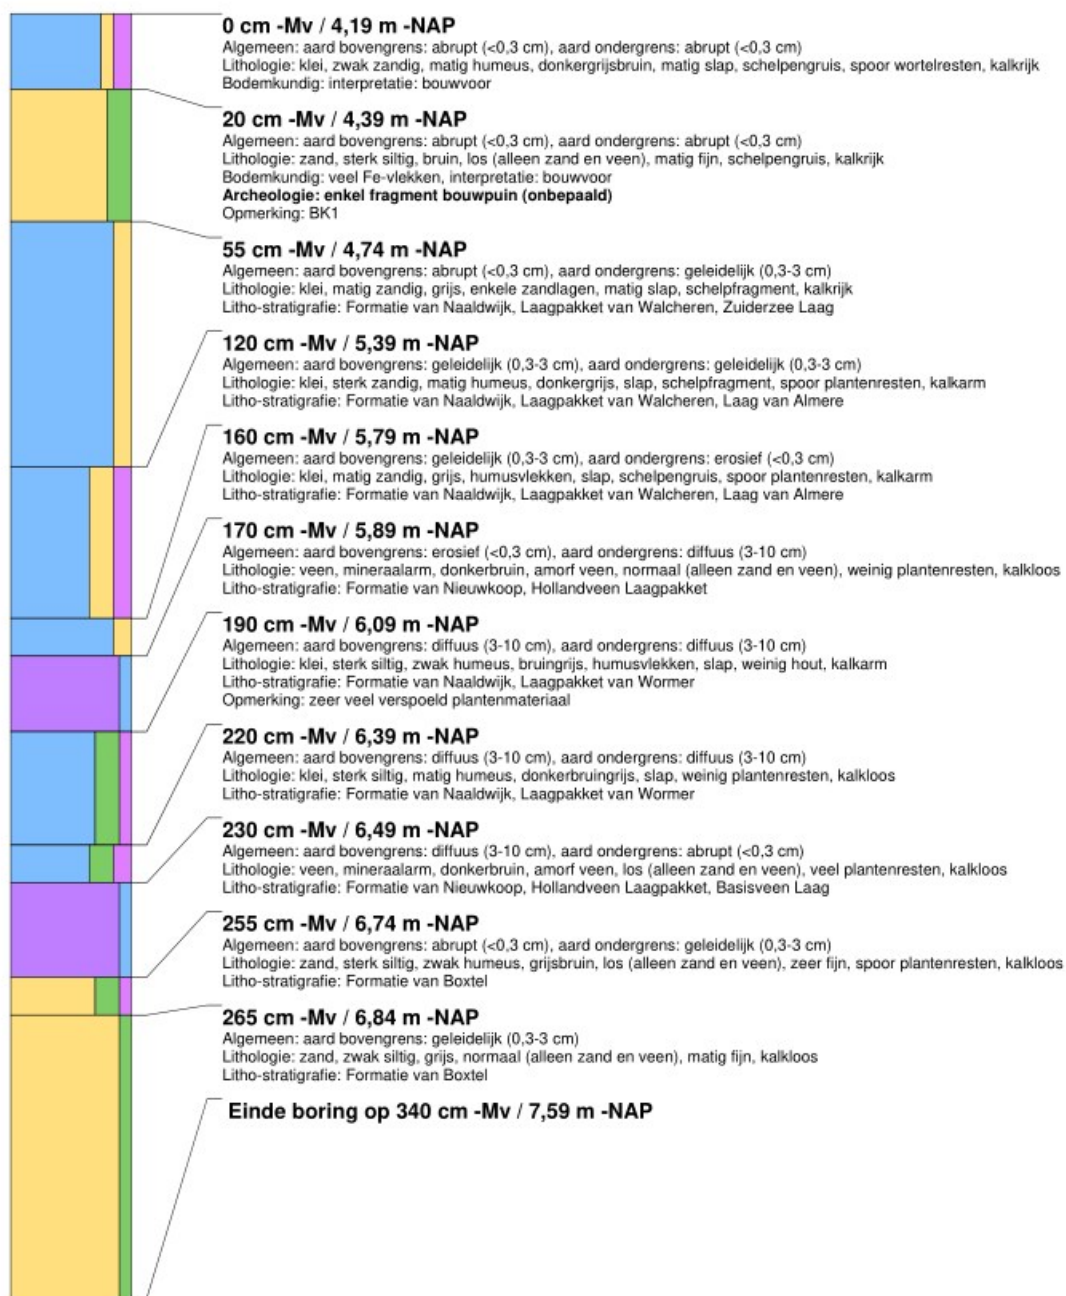 0 cm -Mv / 4,19 m -NAP
Algemeen: aard bovengrens: abrupt (<0,3 cm), aard ondergrens: abrupt (<0,3 cm)
Lithologie: klei, zwak zandig, matig humeus, donkergrijsbruin, matig slap, schelpengruis, spoor wortelresten, kalkrijk
Bodemkundig: interpretatie: bouwvoor
20 cm -Mv / 4,39 m -NAP
Algemeen: aard bovengrens: abrupt (<0,3 cm), aard ondergrens: abrupt (<0,3 cm)
Lithologie: zand, sterk siltig, bruin, los (alleen zand en veen), matig fijn, schelpengruis, kalkrijk
Bodemkundig: veel Fe-vlekken, interpretatie: bouwvoor
Archeologie: enkel fragment bouwpuin (onbepaald)
Opmerking: BK1
55 cm -Mv / 4,74 m -NAP
Algemeen: aard bovengrens: abrupt (<0,3 cm), aard ondergrens: geleidelijk (0,3-3 cm)
Lithologie: klei, matig zandig, grijs, enkele zandlagen, matig slap, schelpfragment, kalkrijk
Litho-stratigrafie: Formatie van Naaldwijk, Laagpakket van Walcheren, Zuiderzee Laag
120 cm -Mv / 5,39 m -NAP
Algemeen: aard bovengrens: geleidelijk (0,3-3 cm), aard ondergrens: geleidelijk (0,3-3 cm)
Lithologie: klei, sterk zandig, matig humeus, donkergrijs, slap, schelpfragment, spoor plantenresten, kalkarm
Litho-stratigrafie: Formatie van Naaldwijk, Laagpakket van Walcheren, Laag van Almere
160 cm -Mv / 5,79 m -NAP
Algemeen: aard bovengrens: geleidelijk (0,3-3 cm), aard ondergrens: erosief (<0,3 cm)
Lithologie: klei, matig zandig, grijs, humusvlekken, slap, schelpengruis, spoor plantenresten, kalkarm
Litho-stratigrafie: Formatie van Naaldwijk, Laagpakket van Walcheren, Laag van Almere
170 cm -Mv / 5,89 m -NAP
Algemeen: aard bovengrens: erosief (<0,3 cm), aard ondergrens: diffuus (3-10 cm)
Lithologie: veen, mineraalarm, donkerbruin, amorf veen, normaal (alleen zand en veen), weinig plantenresten, kalkloos
Litho-stratigrafie: Formatie van Nieuwkoop, Hollandveen Laagpakket
190 cm -Mv / 6,09 m -NAP
Algemeen: aard bovengrens: diffuus (3-10 cm), aard ondergrens: diffuus (3-10 cm)
Lithologie: klei, sterk siltig, zwak humeus, bruingrijs, humusvlekken, slap, weinig hout, kalkarm
Litho-stratigrafie: Formatie van Naaldwijk, Laagpakket van Wormer
Opmerking: zeer veel verspoeld plantenmateriaal
220 cm -Mv / 6,39 m -NAP
Algemeen: aard bovengrens: diffuus (3-10 cm), aard ondergrens: diffuus (3-10 cm)
Lithologie: klei, sterk siltig, matig humeus, donkerbruingrijs, slap, weinig plantenresten, kalkloos
Litho-stratigrafie: Formatie van Naaldwijk, Laagpakket van Wormer
230 cm -Mv / 6,49 m -NAP
Algemeen: aard bovengrens: diffuus (3-10 cm), aard ondergrens: abrupt (<0,3 cm)
Lithologie: veen, mineraalarm, donkerbruin, amorf veen, los (alleen zand en veen), veel plantenresten, kalkloos
Litho-stratigrafie: Formatie van Nieuwkoop, Hollandveen Laagpakket, Basisveen Laag
255 cm -Mv / 6,74 m -NAP
Algemeen: aard bovengrens: abrupt (<0,3 cm), aard ondergrens: geleidelijk (0,3-3 cm)
Lithologie: zand, sterk siltig, zwak humeus, grijsbruin, los (alleen zand en veen), zeer fijn, spoor plantenresten, kalkloos
Litho-stratigrafie: Formatie van Boxtel
265 cm -Mv / 6,84 m -NAP
Algemeen: aard bovengrens: geleidelijk (0,3-3 cm)
Lithologie: zand, zwak siltig, grijs, normaal (alleen zand en veen), matig fijn, kalkloos
Litho-stratigrafie: Formatie van Boxtel
Einde boring op 340 cm -Mv / 7,59 m -NAP